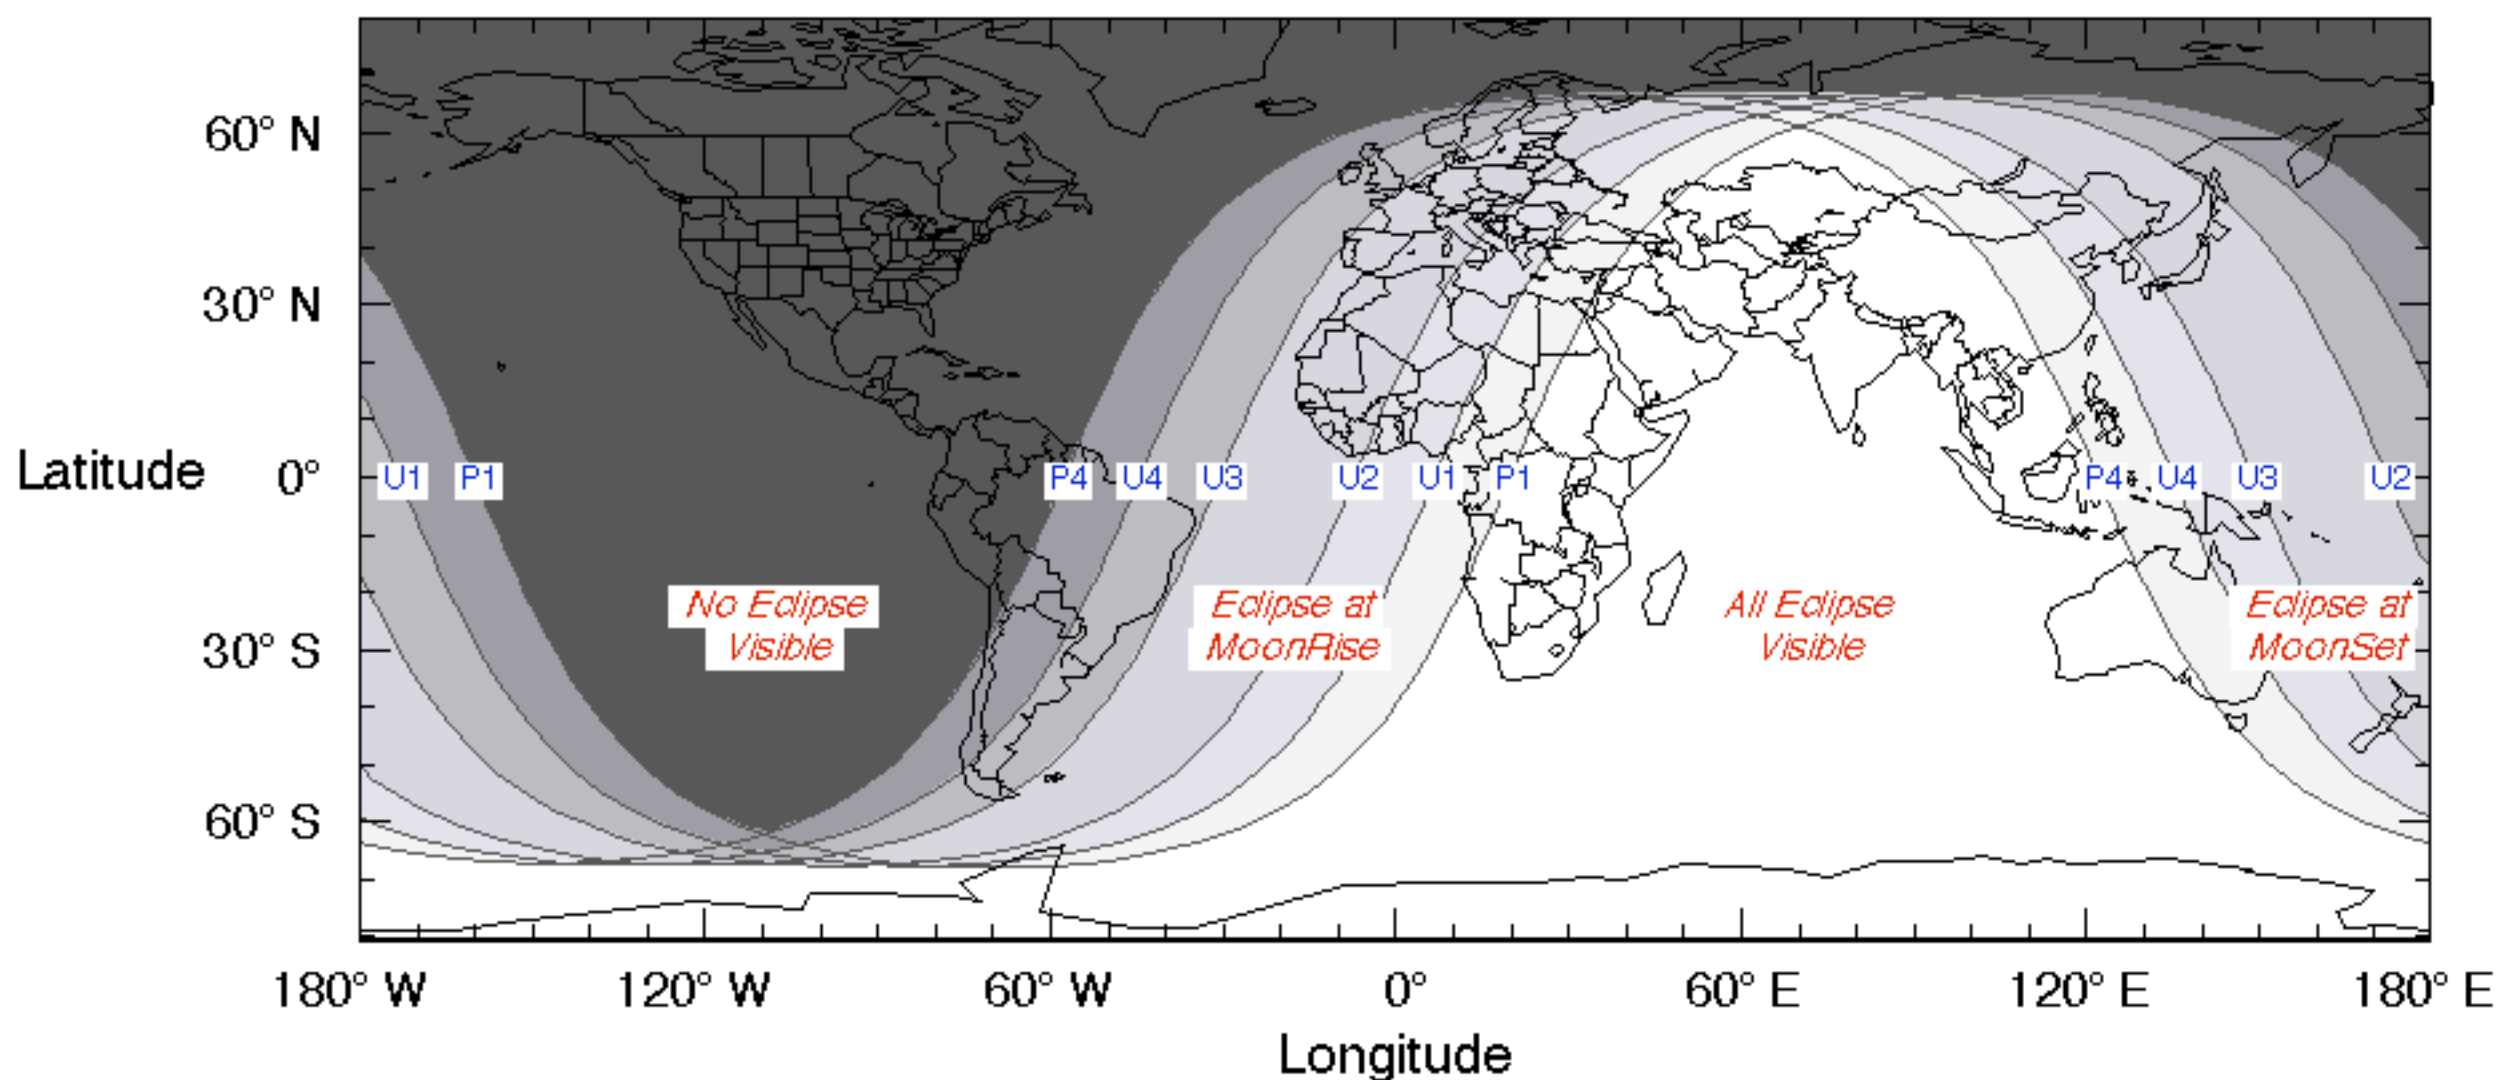 60° N
30° N
Latitude 0°
U1 P1 P4 U4 U3 U2 U1 P1 P4 U4 U3 U2
No Eclipse
Visible
Eclipse at
MoonRise
All Eclipse
Visible
Eclipse at
MoonSet
30° S
60° S
180° W 120° W 60° W 0° 60° E 120° E 180° E
Longitude